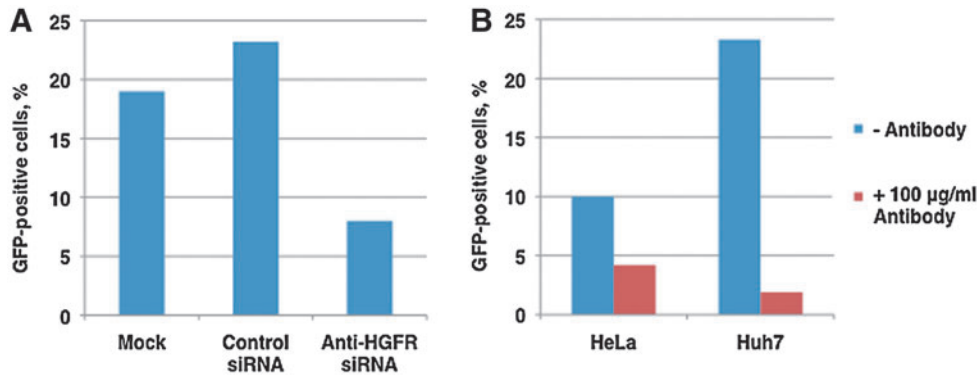 A
GFP-positive cells, %
25
20
15
10
5
0
Mock
Control
siRNA
Anti-HGFR
siRNA
B
GFP-positive cells, %
25
20
15
10
5
0
HeLa
Huh7
- Antibody
+ 100 µg/ml
Antibody